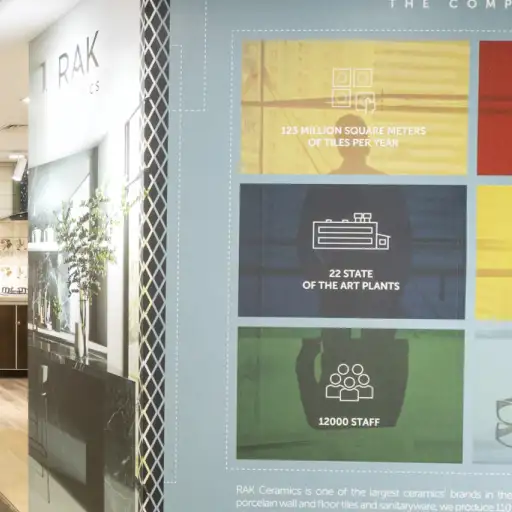 THE COMP
RAK
CS
123 MILLION SQUARE METERS
OF TILES PER YEAR
22 STATE
OF THE ART PLANTS
12000 STAFF
RAK Ceramics is one of the largest ceramics' brands in the
porcelain wall and floor tiles and sanitaryware, we produce 110